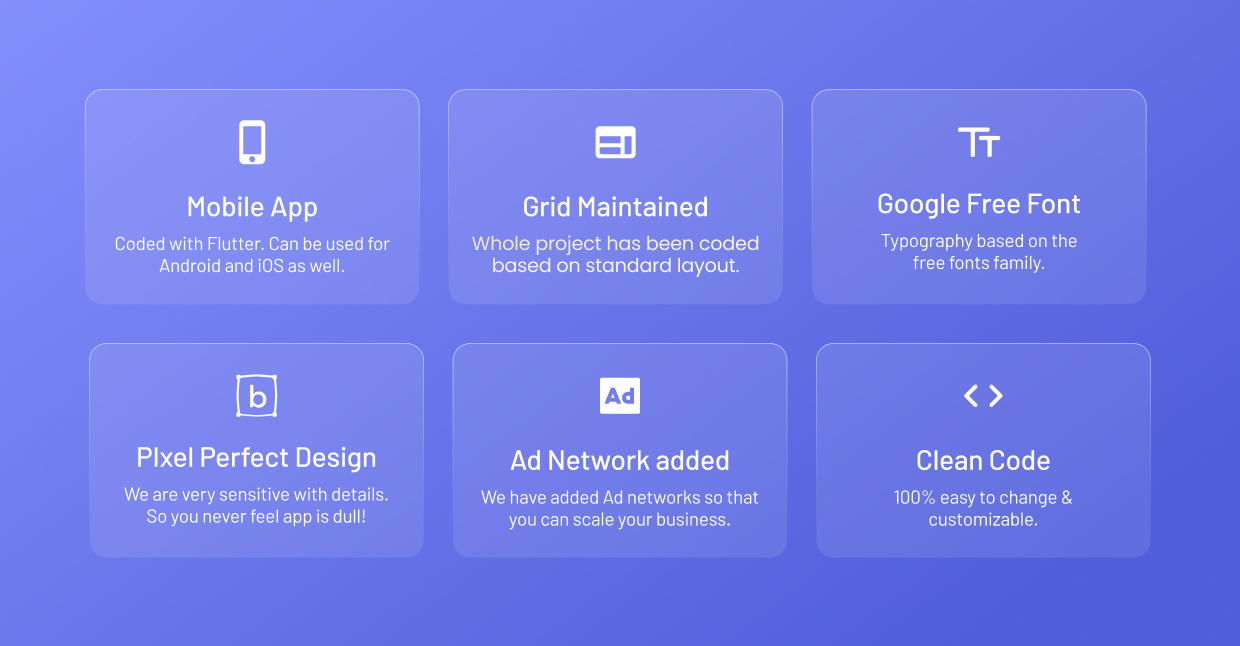 Mobile App
Coded with Flutter. Can be used for
Android and iOS as well.
Grid Maintained
Whole project has been coded
based on standard layout.
Tt
Google Free Font
Typography based on the
free fonts family.
b
PIxel Perfect Design
We are very sensitive with details.
So you never feel app is dull!
Ad
Ad Network added
We have added Ad networks so that
you can scale your business.
Clean Code
100% easy to change &
customizable.